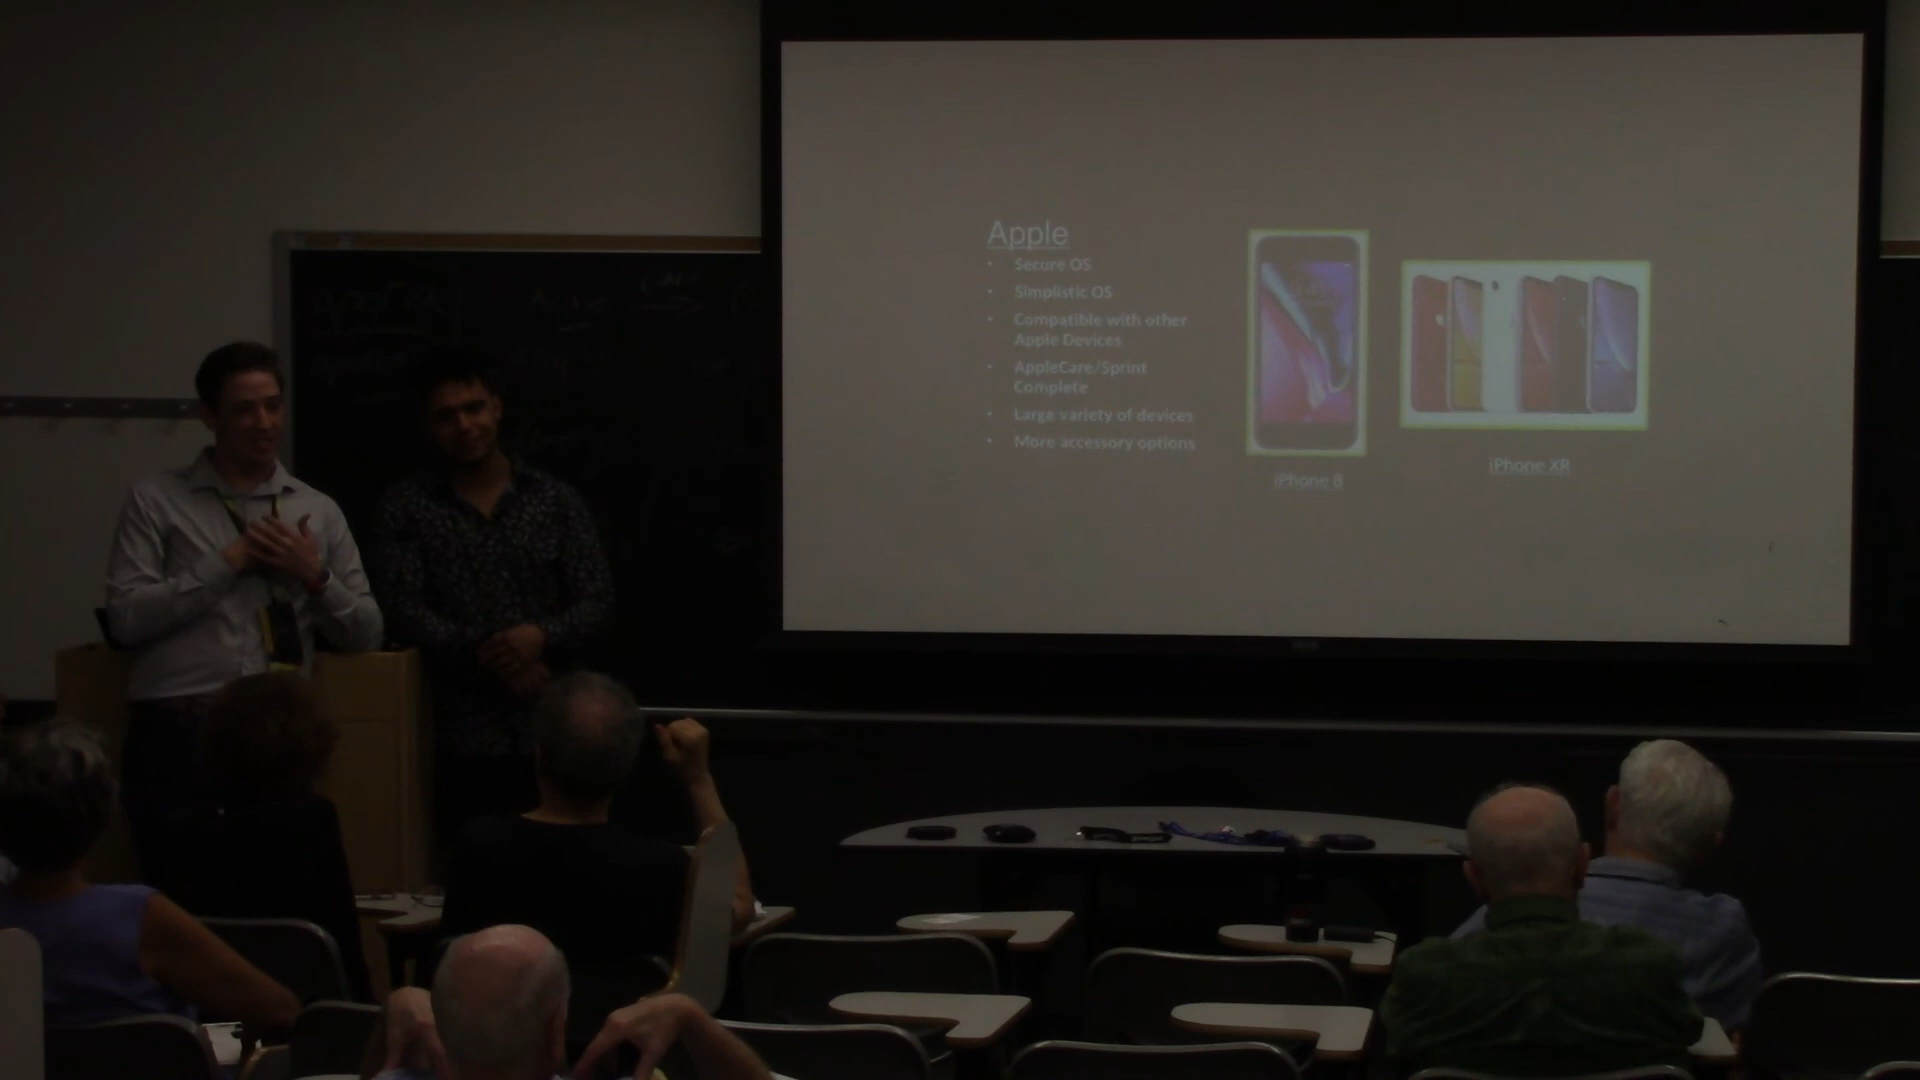 Apple
• Secure OS
• Simplistic OS
• Compatible with other
Apple Devices
• AppleCare/Sprint
Complete
• Large variety of devices
• More accessory options
iPhone 8
iPhone XR